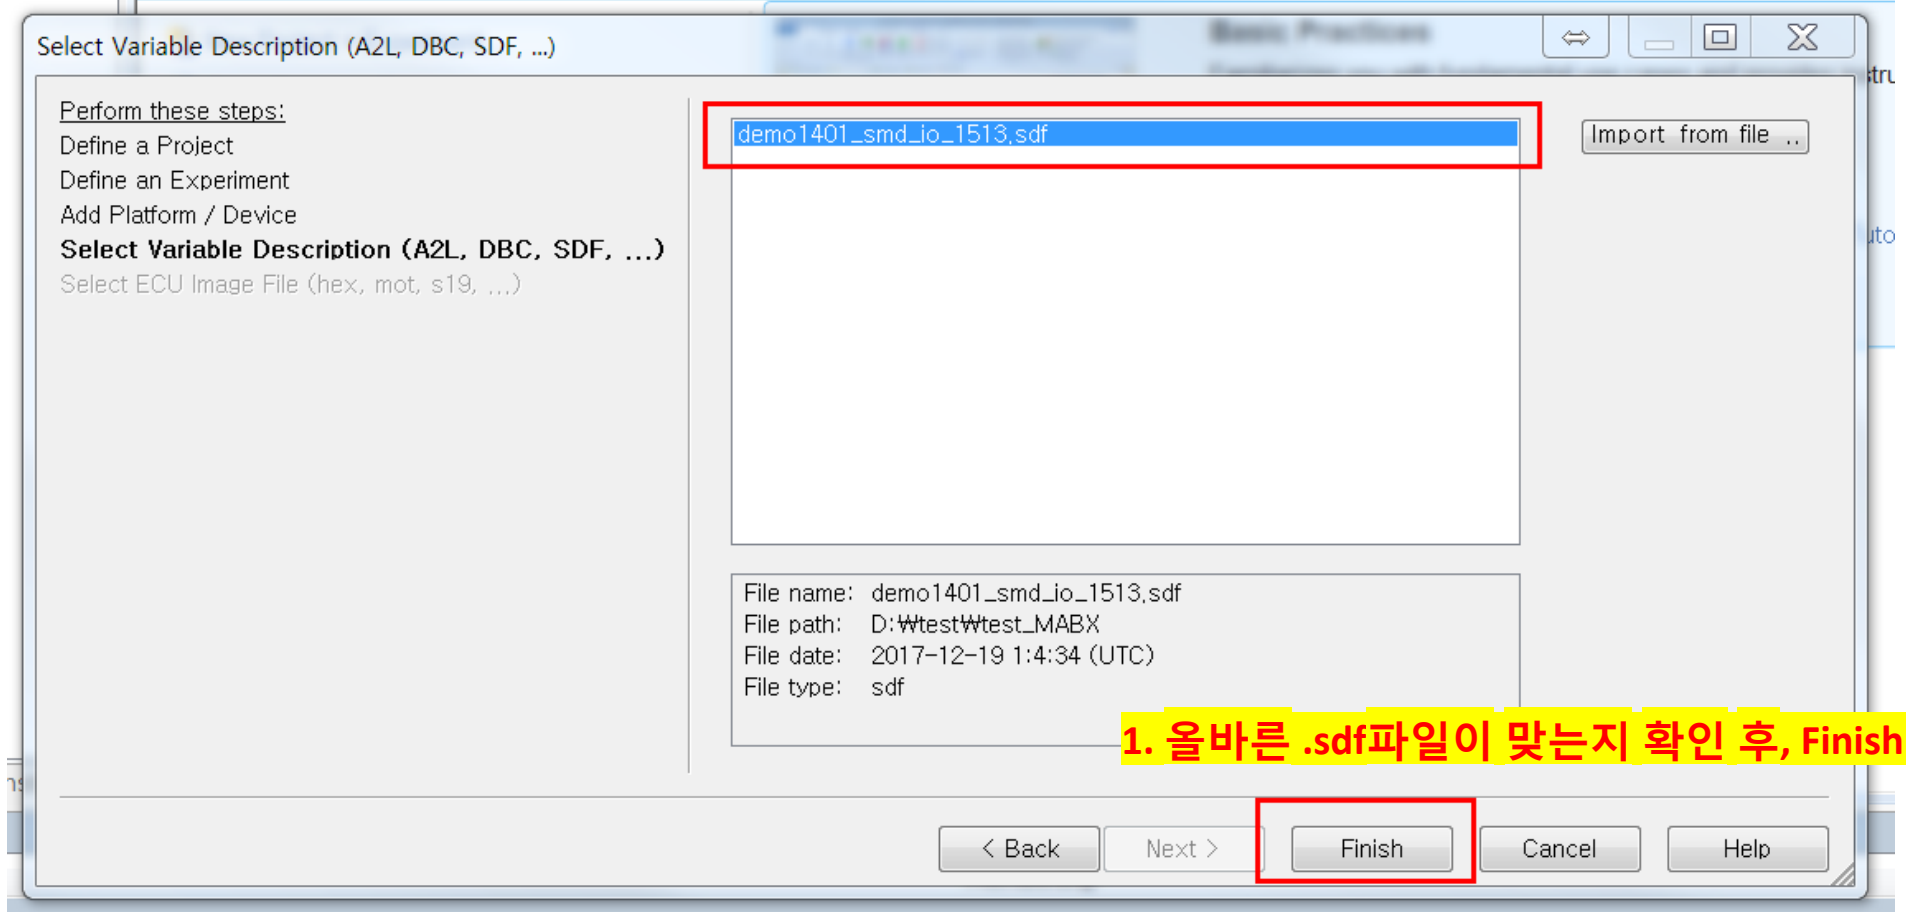 Select Variable Description (A2L, DBC, SDF, ...)
Basic Practices
stru
Perform these steps:
Define a Project
Define an Experiment
Add Platform / Device
Select Variable Description (A2L, DBC, SDF, ...)
Select ECU Image File (hex, mot, s19, ...)
demo1401_smd_io_1513.sdf
Import from file ..
uto
File name: demo1401_smd_io_1513.sdf
File path: D:₩test₩test_MABX
File date: 2017-12-19 1:4:34 (UTC)
File type: sdf
1. 올바른 .sdf파일이 맞는지 확인 후, Finish
< Back
Next >
Finish
Cancel
Help